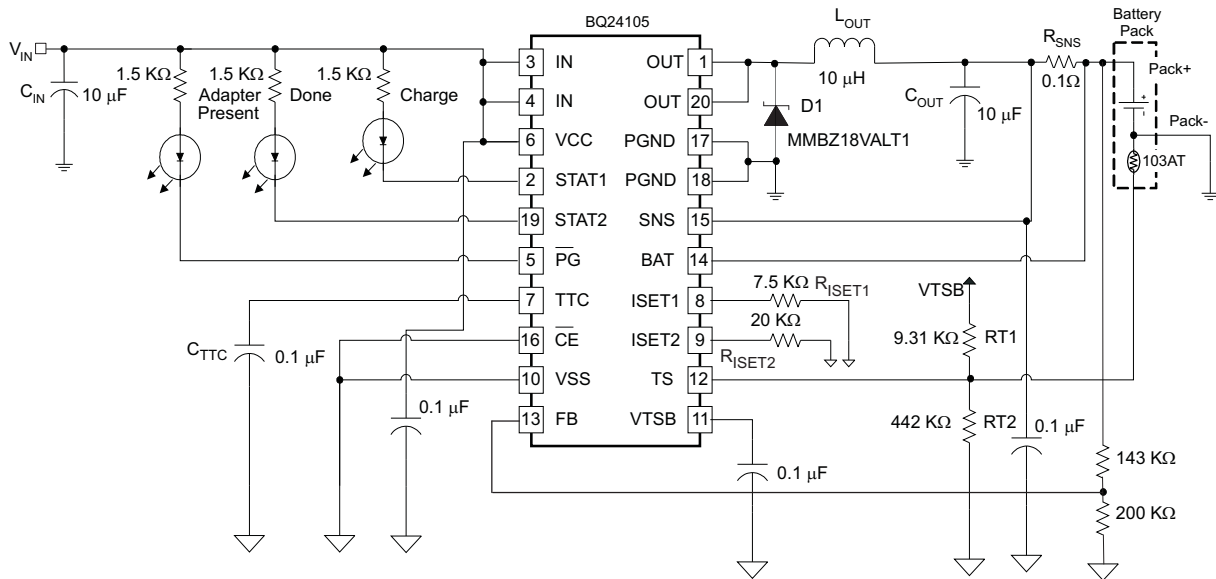 BQ24105
V_IN
C_IN
10 μF
1.5 KΩ
Adapter
Present
1.5 KΩ
Done
1.5 KΩ
Charge
3 IN
4 IN
6 VCC
2 STAT1
19 STAT2
5 P̅G̅
7 TTC
16 C̅E̅
10 VSS
13 FB
OUT 1
OUT 20
PGND 17
PGND 18
SNS 15
BAT 14
ISET1 8
ISET2 9
TS 12
VTSB 11
C_TTC
0.1 μF
0.1 μF
L_OUT
10 μH
D1
MMBZ18VALT1
C_OUT
10 μF
R_SNS
0.1Ω
Battery
Pack
Pack+
+
-
Pack-
103AT
7.5 KΩ
R_ISET1
20 KΩ
R_ISET2
VTSB
9.31 KΩ
RT1
442 KΩ
RT2
0.1 μF
0.1 μF
143 KΩ
200 KΩ